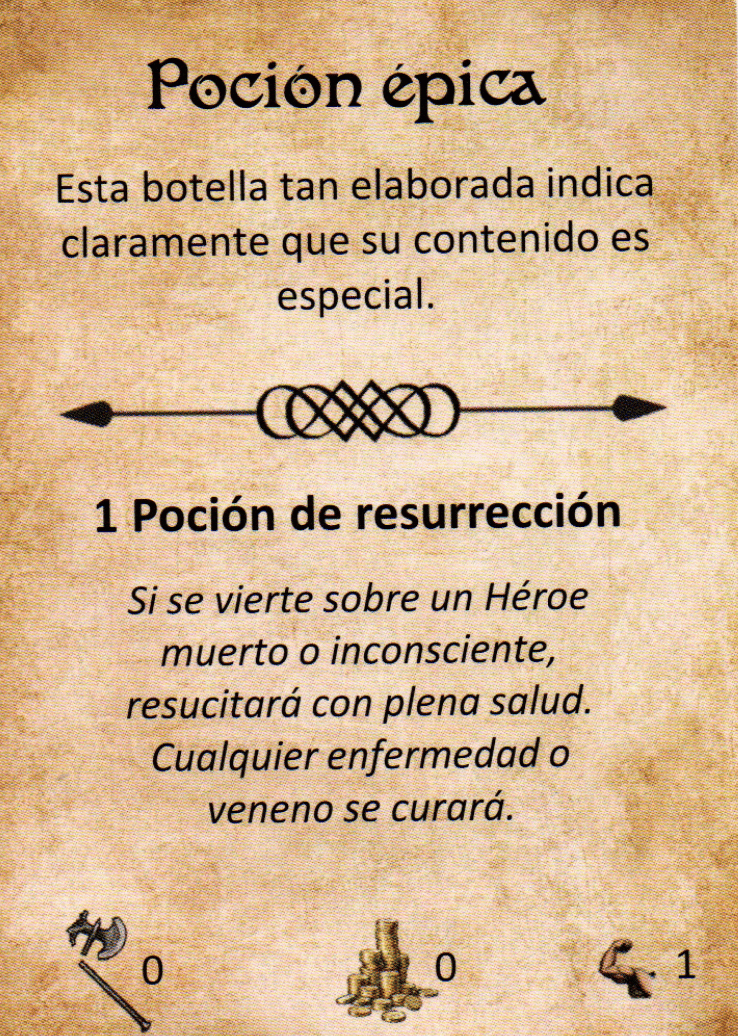 Poción épica
Esta botella tan elaborada indica
claramente que su contenido es
especial.
1 Poción de resurrección
Si se vierte sobre un Héroe
muerto o inconsciente,
resucitará con plena salud.
Cualquier enfermedad o
veneno se curará.
0 0 1